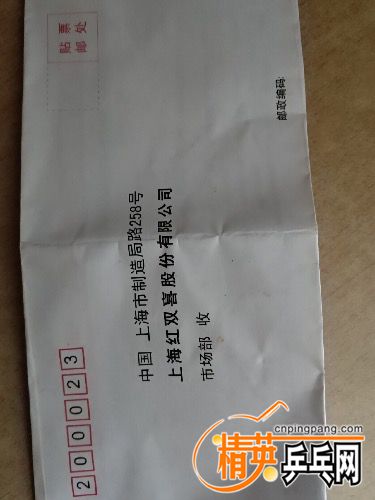 200023
贴邮
票处
中国 上海市制造局路258号
上海红双喜股份有限公司
市场部 收
邮政编码:
cnpingpang.com
精英乒乓网